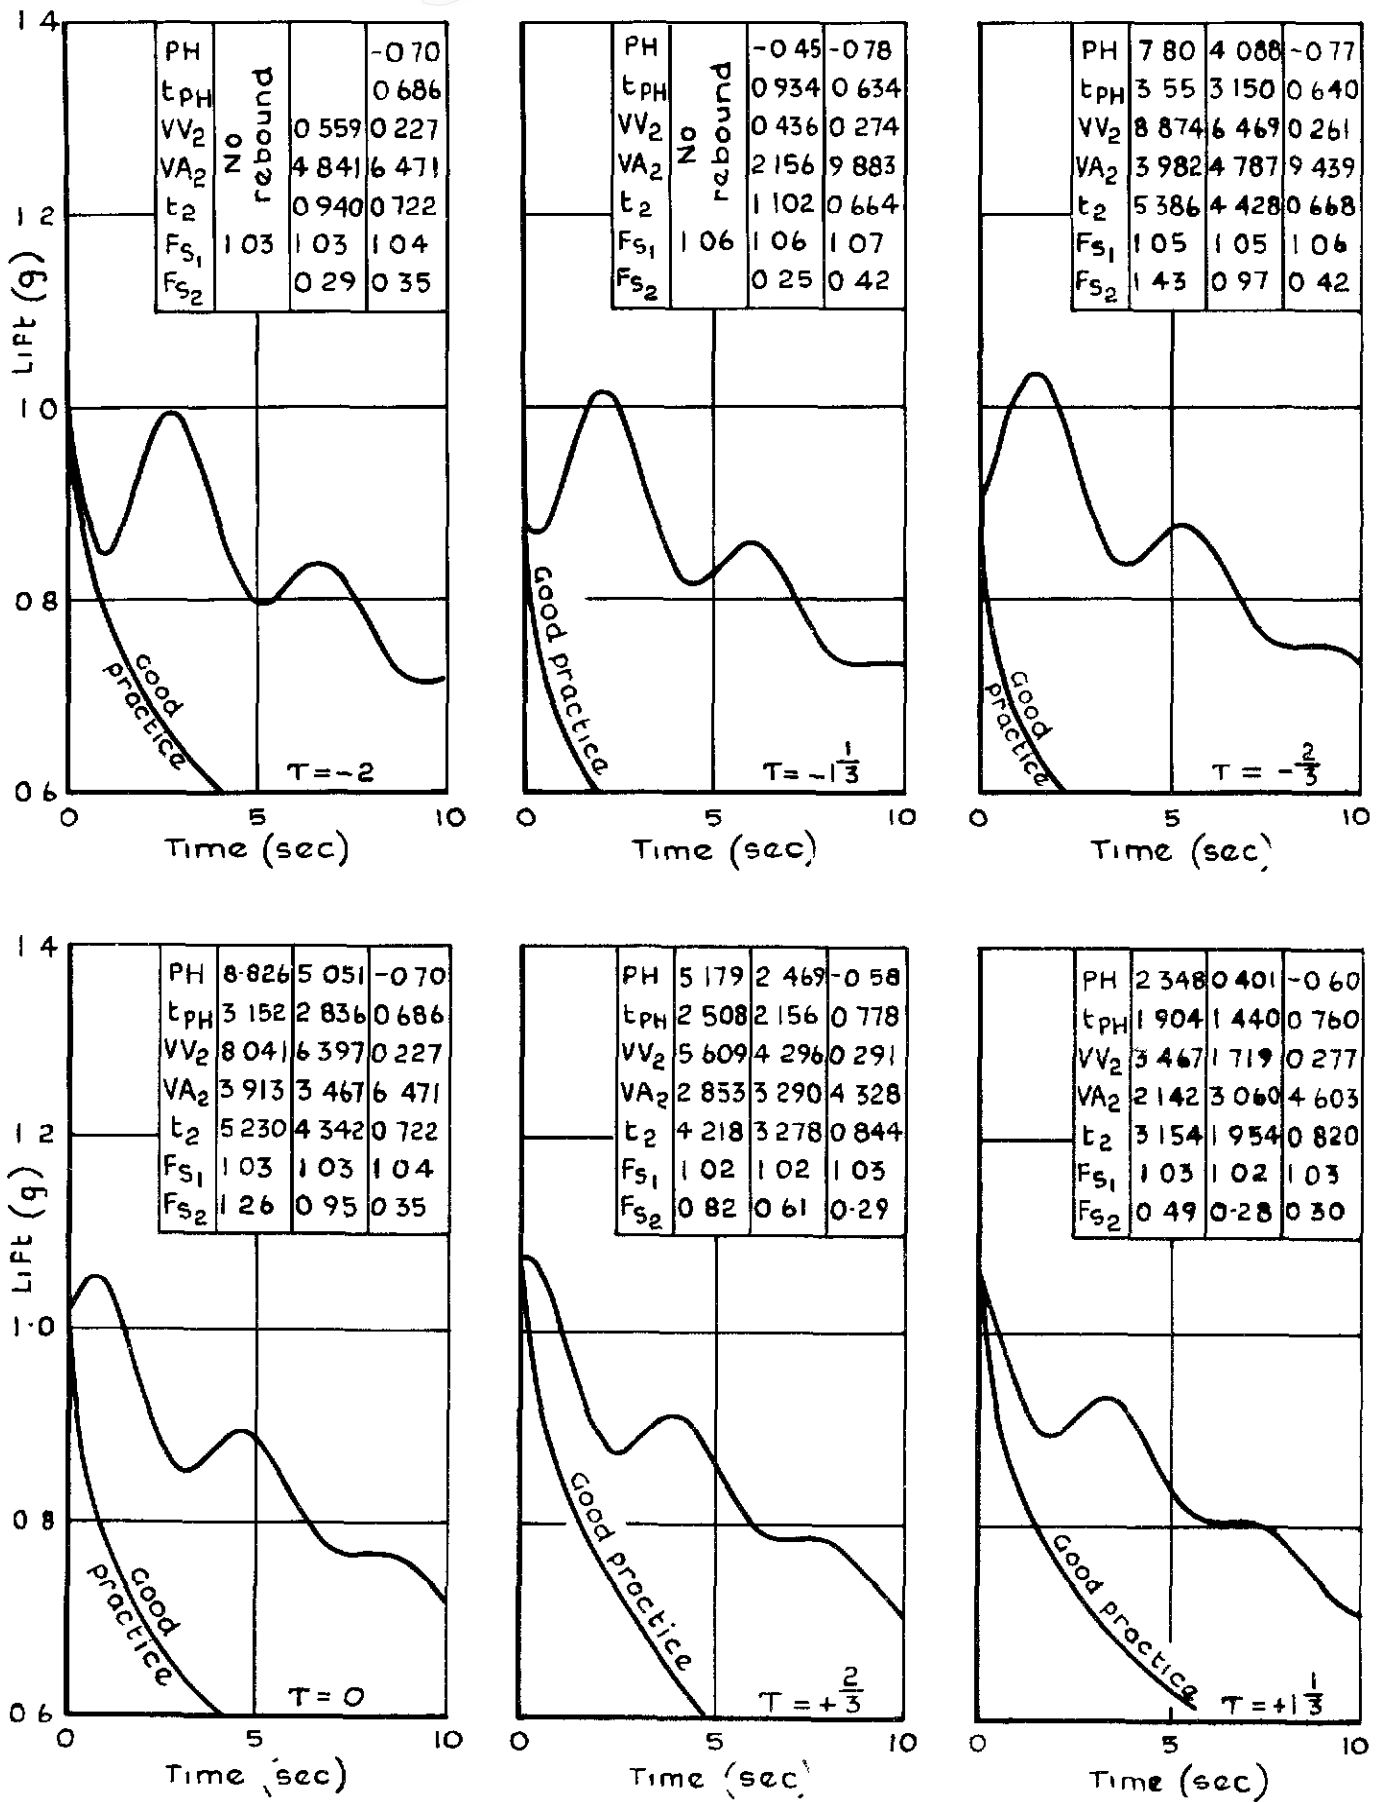 1 4
1 2
1 0
0 8
0 6
Lift (g)
PH -0 70
tPH 0 686
VV2 0 559 0 227
VA2 4 841 6 471
t2 0 940 0 722
FS1 1 03 1 03 1 04
FS2 0 29 0 35
No rebound
Good practice
T = -2
0 5 10
Time (sec)
PH -0 45 -0 78
tPH 0 934 0 634
VV2 0 436 0 274
VA2 2 156 9 883
t2 1 102 0 664
FS1 1 06 1 06 1 07
FS2 0 25 0 42
No rebound
Good practice
T = -1 1/3
0 5 10
Time (sec)
PH 7 80 4 088 -0 77
tPH 3 55 3 150 0 640
VV2 8 874 6 469 0 261
VA2 3 982 4 787 9 439
t2 5 386 4 428 0 668
FS1 1 05 1 05 1 06
FS2 1 43 0 97 0 42
Good practice
T = -2/3
0 5 10
Time (sec)
1 4
1 2
1·0
0 8
0 6
Lift (g)
PH 8·826 5 051 -0 70
tPH 3 152 2 836 0 686
VV2 8 041 6 397 0 227
VA2 3 913 3 467 6 471
t2 5 230 4 342 0 722
FS1 1 03 1 03 1 04
FS2 1 26 0 95 0 35
Good practice
T = 0
0 5 10
Time (sec)
PH 5 179 2 469 -0 58
tPH 2 508 2 156 0 778
VV2 5 609 4 296 0 291
VA2 2 853 3 290 4 328
t2 4 218 3 278 0 844
FS1 1 02 1 02 1 03
FS2 0 82 0 61 0·29
Good practice
T = +2/3
0 5 10
Time (sec)
PH 2 348 0 401 -0 60
tPH 1 904 1 440 0 760
VV2 3 467 1 719 0 277
VA2 2 142 3 060 4 603
t2 3 154 1 954 0 820
FS1 1 03 1 02 1 03
FS2 0 49 0·28 0 30
Good practice
T = +1 1/3
0 5 10
Time (sec)